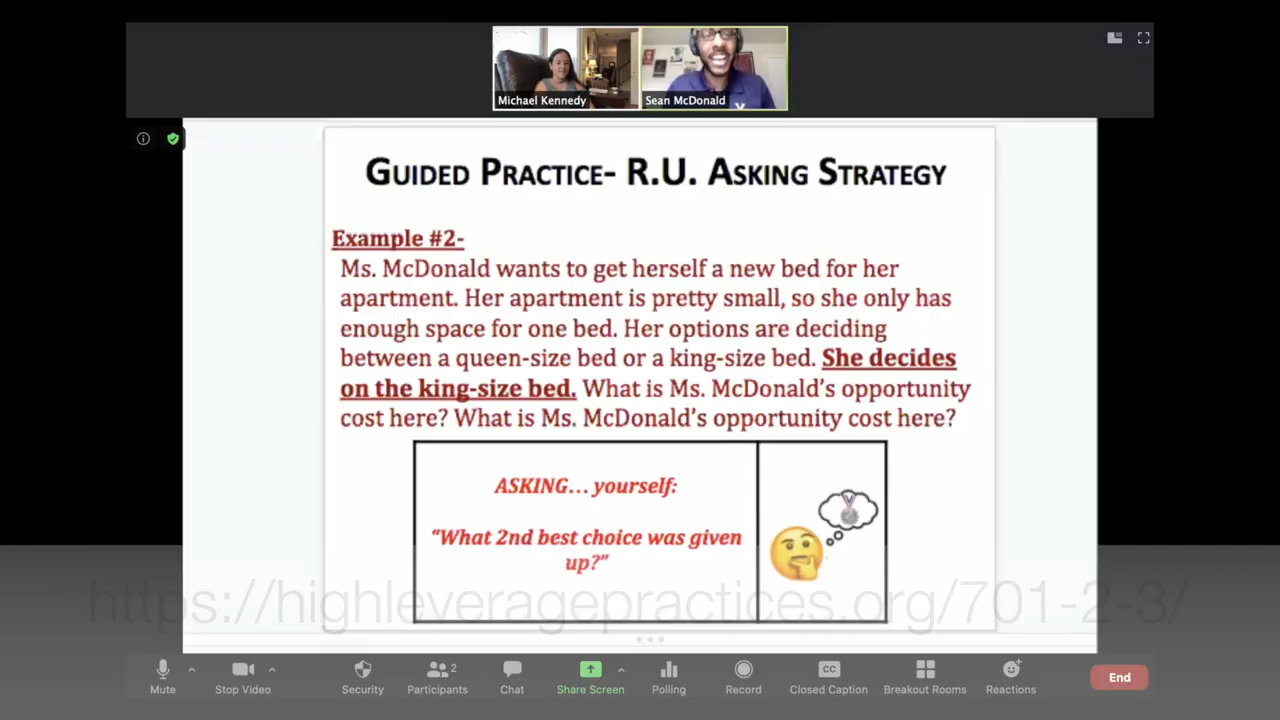 Michael Kennedy
Sean McDonald
GUIDED PRACTICE- R.U. ASKING STRATEGY
Example #2-
Ms. McDonald wants to get herself a new bed for her
apartment. Her apartment is pretty small, so she only has
enough space for one bed. Her options are deciding
between a queen-size bed or a king-size bed. She decides
on the king-size bed. What is Ms. McDonald’s opportunity
cost here? What is Ms. McDonald’s opportunity cost here?
ASKING... yourself:
“What 2nd best choice was given
up?”
https://highleveragepractices.org/701-2-3/
Mute
Stop Video
Security
Participants
2
Chat
Share Screen
Polling
Record
CC
Closed Caption
Breakout Rooms
Reactions
End